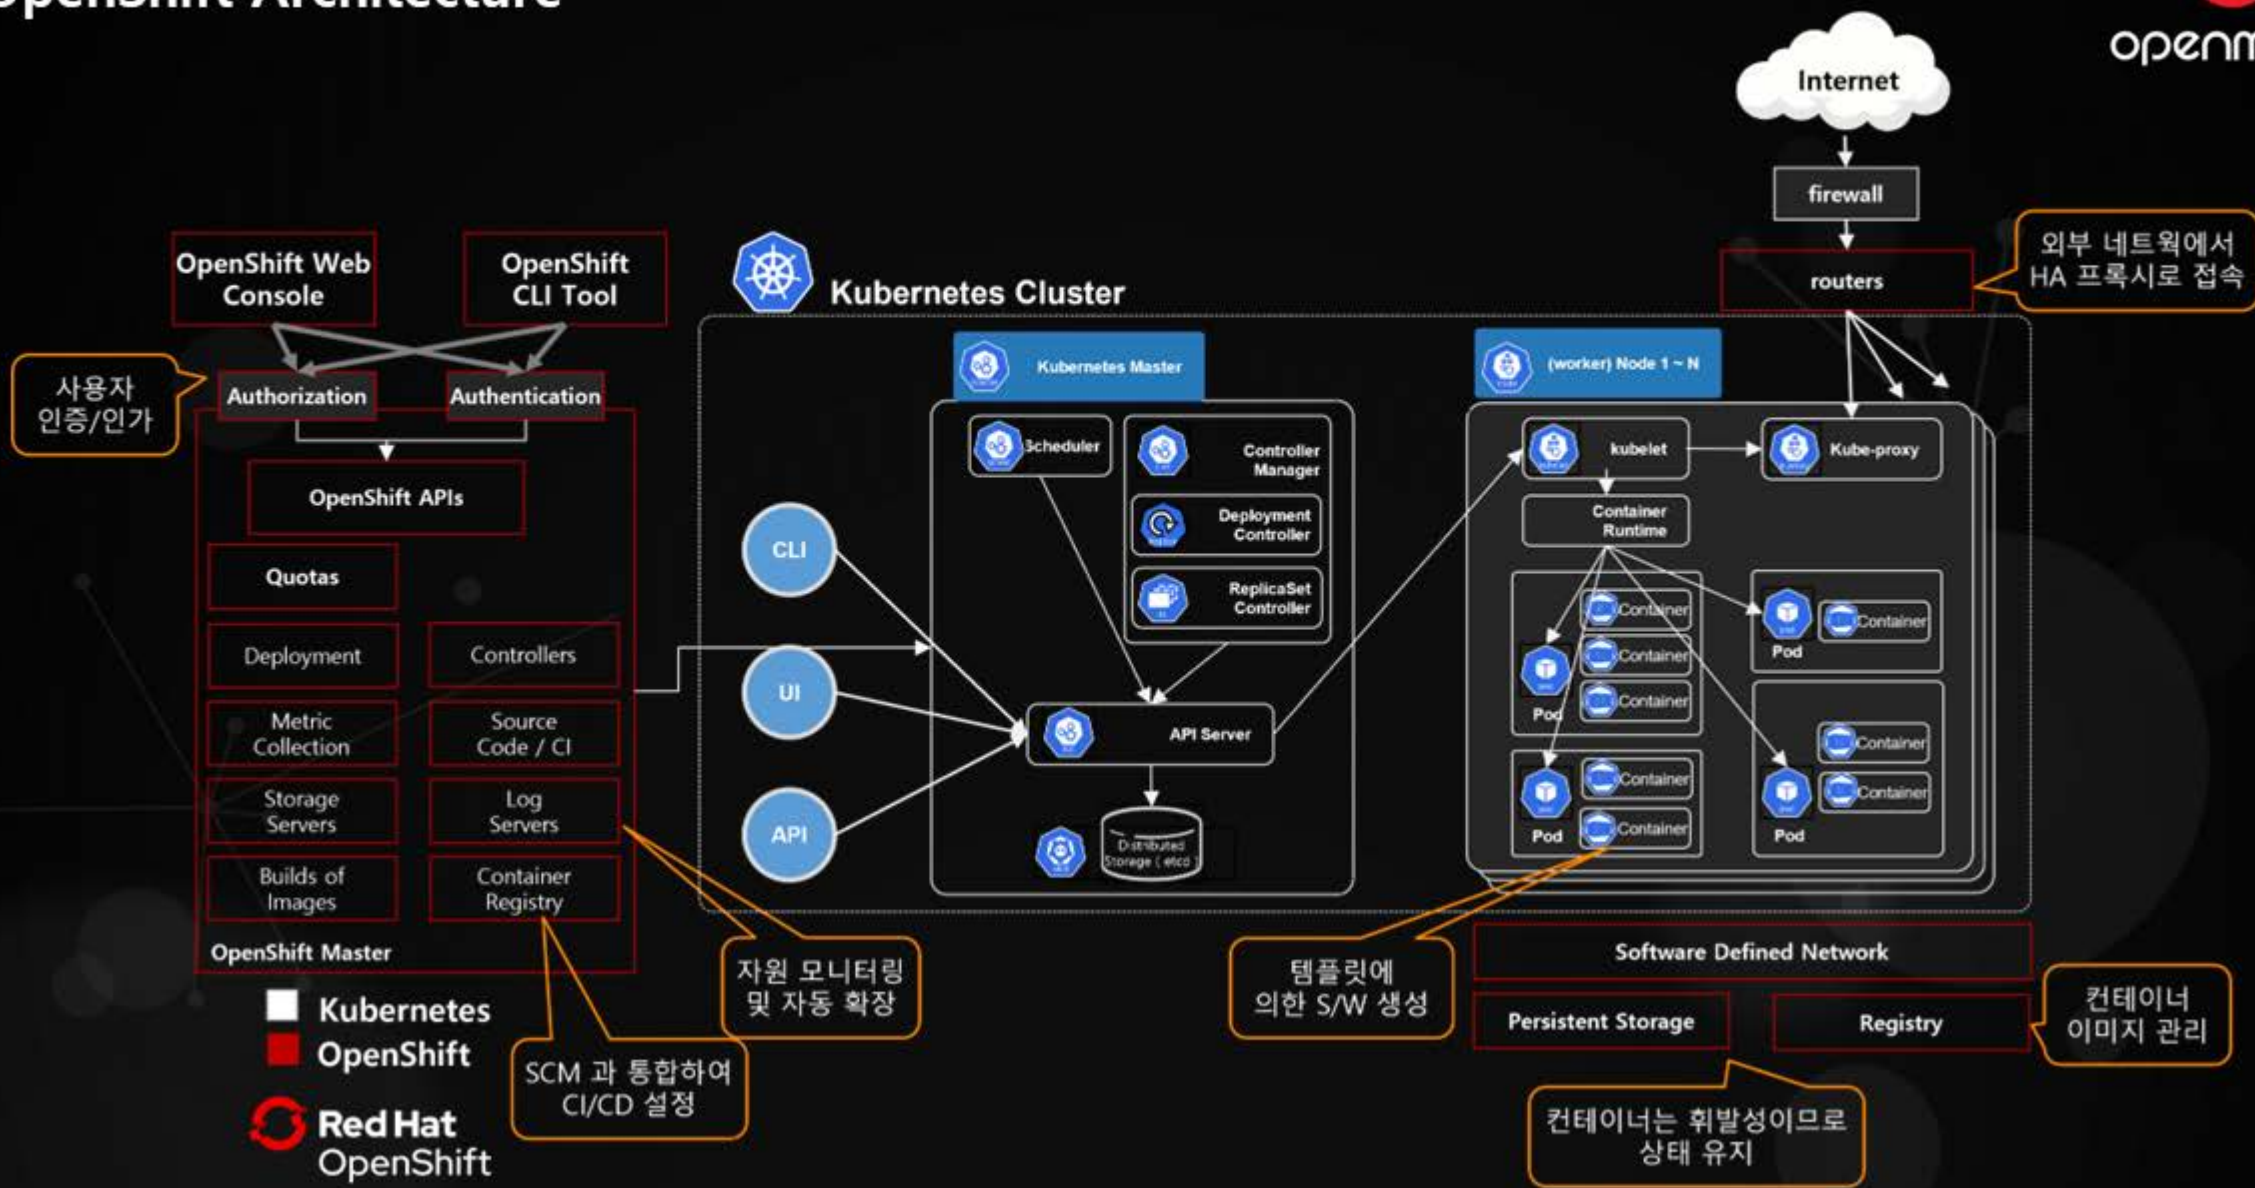 OpenShift Architecture
openm
Internet
firewall
routers
외부 네트웍에서
HA 프록시로 접속
OpenShift Web
Console
OpenShift
CLI Tool
사용자
인증/인가
Authorization
Authentication
OpenShift APIs
Quotas
Deployment
Controllers
Metric
Collection
Source
Code / CI
Storage
Servers
Log
Servers
Builds of
Images
Container
Registry
OpenShift Master
Kubernetes
OpenShift
Red Hat
OpenShift
SCM 과 통합하여
CI/CD 설정
자원 모니터링
및 자동 확장
Kubernetes Cluster
CLI
UI
API
Kubernetes Master
Scheduler
Controller
Manager
Deployment
Controller
ReplicaSet
Controller
API Server
Distributed
Storage ( etcd )
(worker) Node 1 ~ N
kubelet
Kube-proxy
Container
Runtime
Container
Container
Container
Pod
Container
Pod
Container
Container
Pod
Container
Container
Pod
템플릿에
의한 S/W 생성
Software Defined Network
Persistent Storage
Registry
컨테이너
이미지 관리
컨테이너는 휘발성이므로
상태 유지